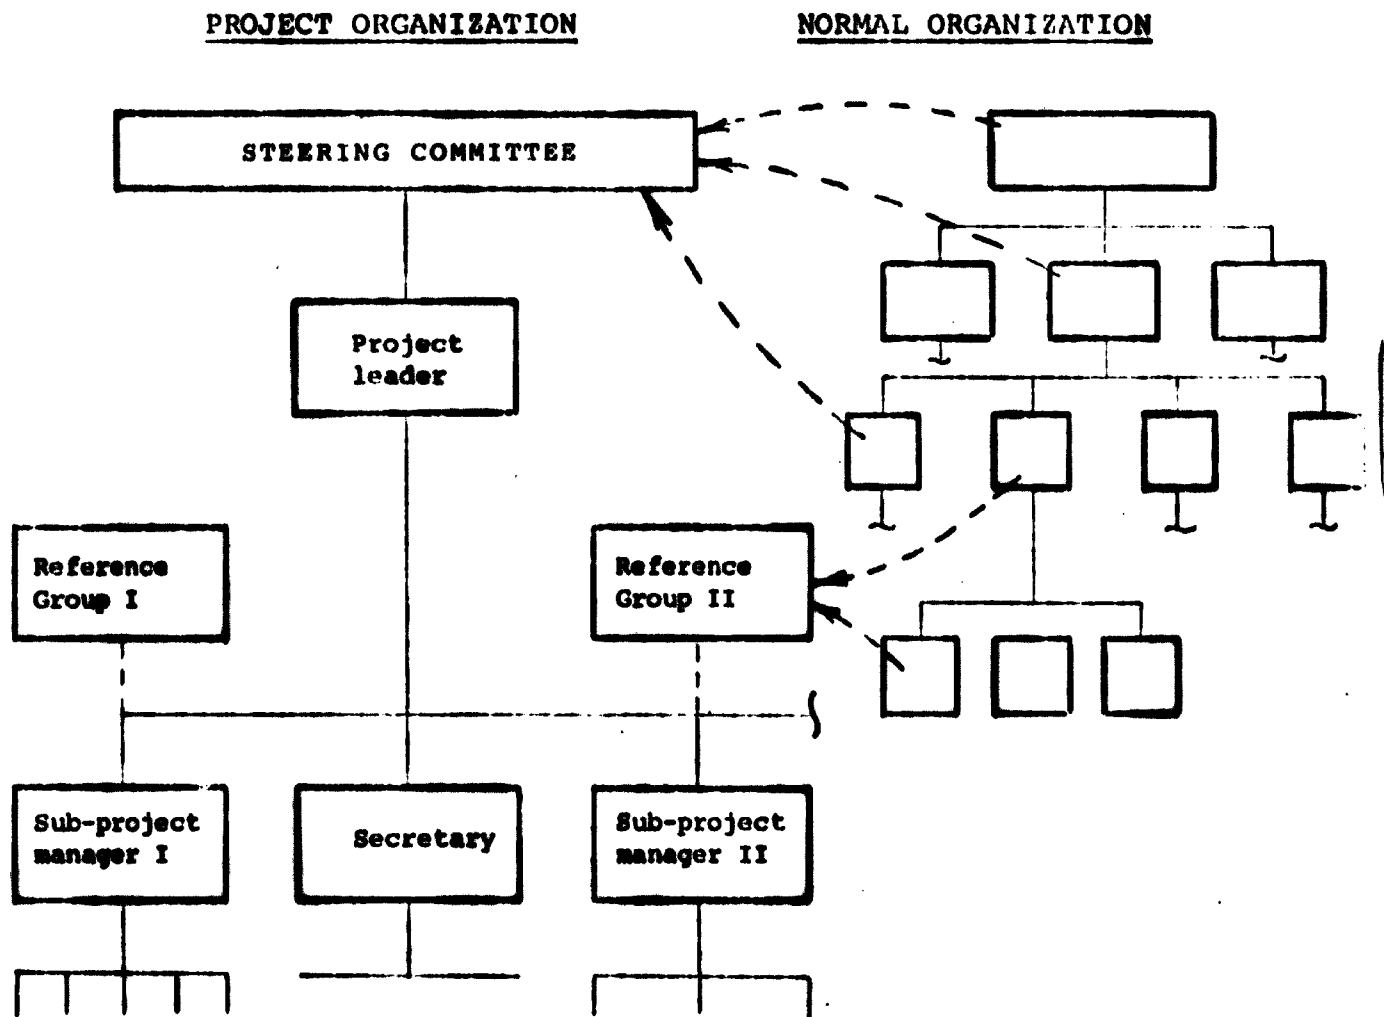 PROJECT ORGANIZATION
NORMAL ORGANIZATION
STEERING COMMITTEE
Project
leader
Reference
Group I
Reference
Group II
Sub-project
manager I
Secretary
Sub-project
manager II